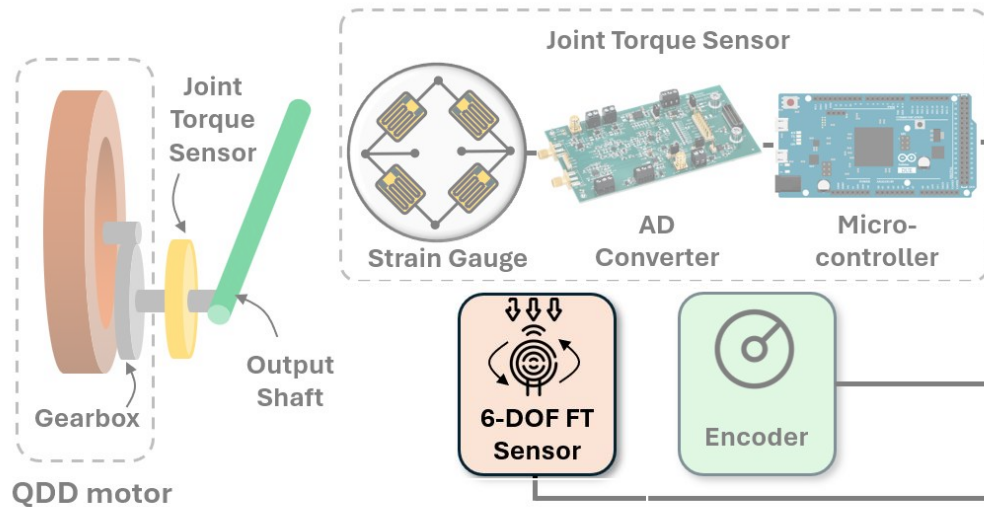 Joint Torque Sensor
Joint
Torque
Sensor
Strain Gauge
AD
Converter
Micro-
controller
Output
Shaft
Gearbox
QDD motor
6-DOF FT
Sensor
Encoder